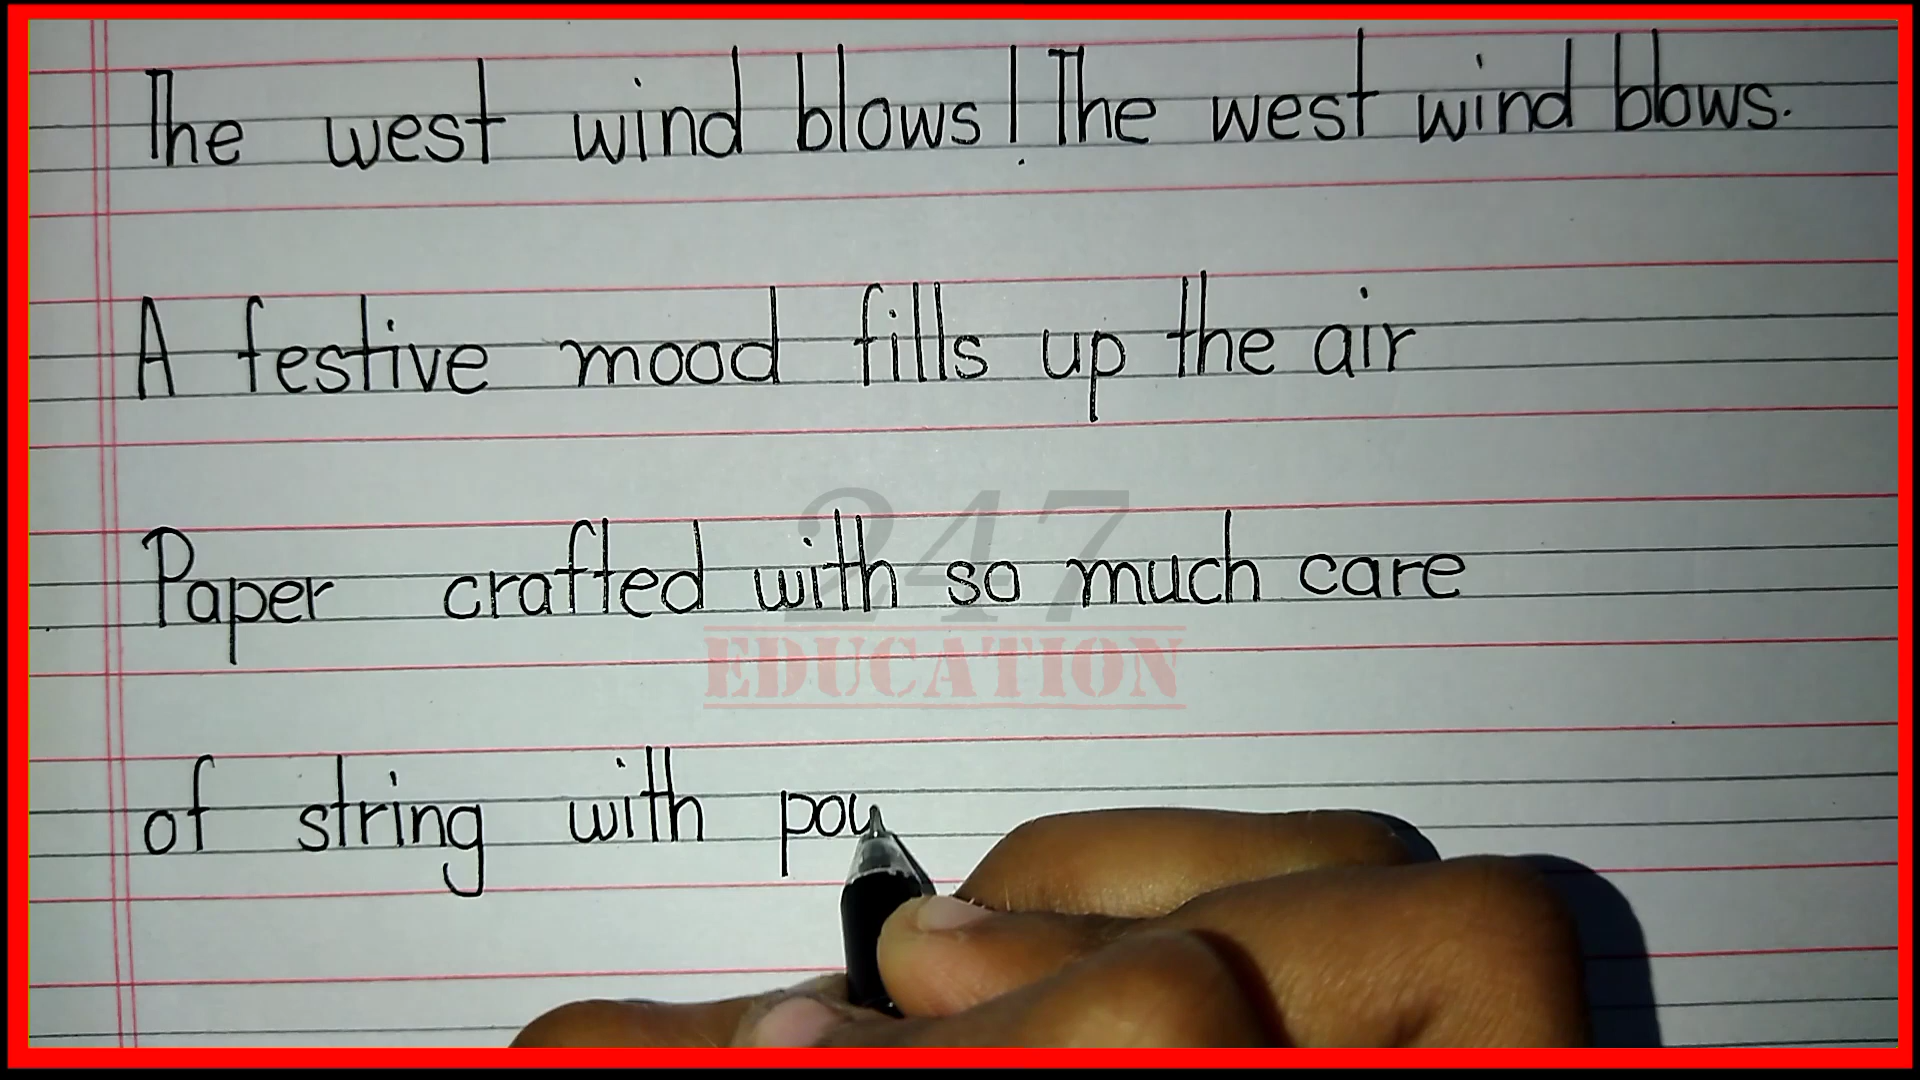 The west wind blows! The west wind blows.
A festive mood fills up the air
Paper crafted with so much care
247
EDUCATION
of string with pou